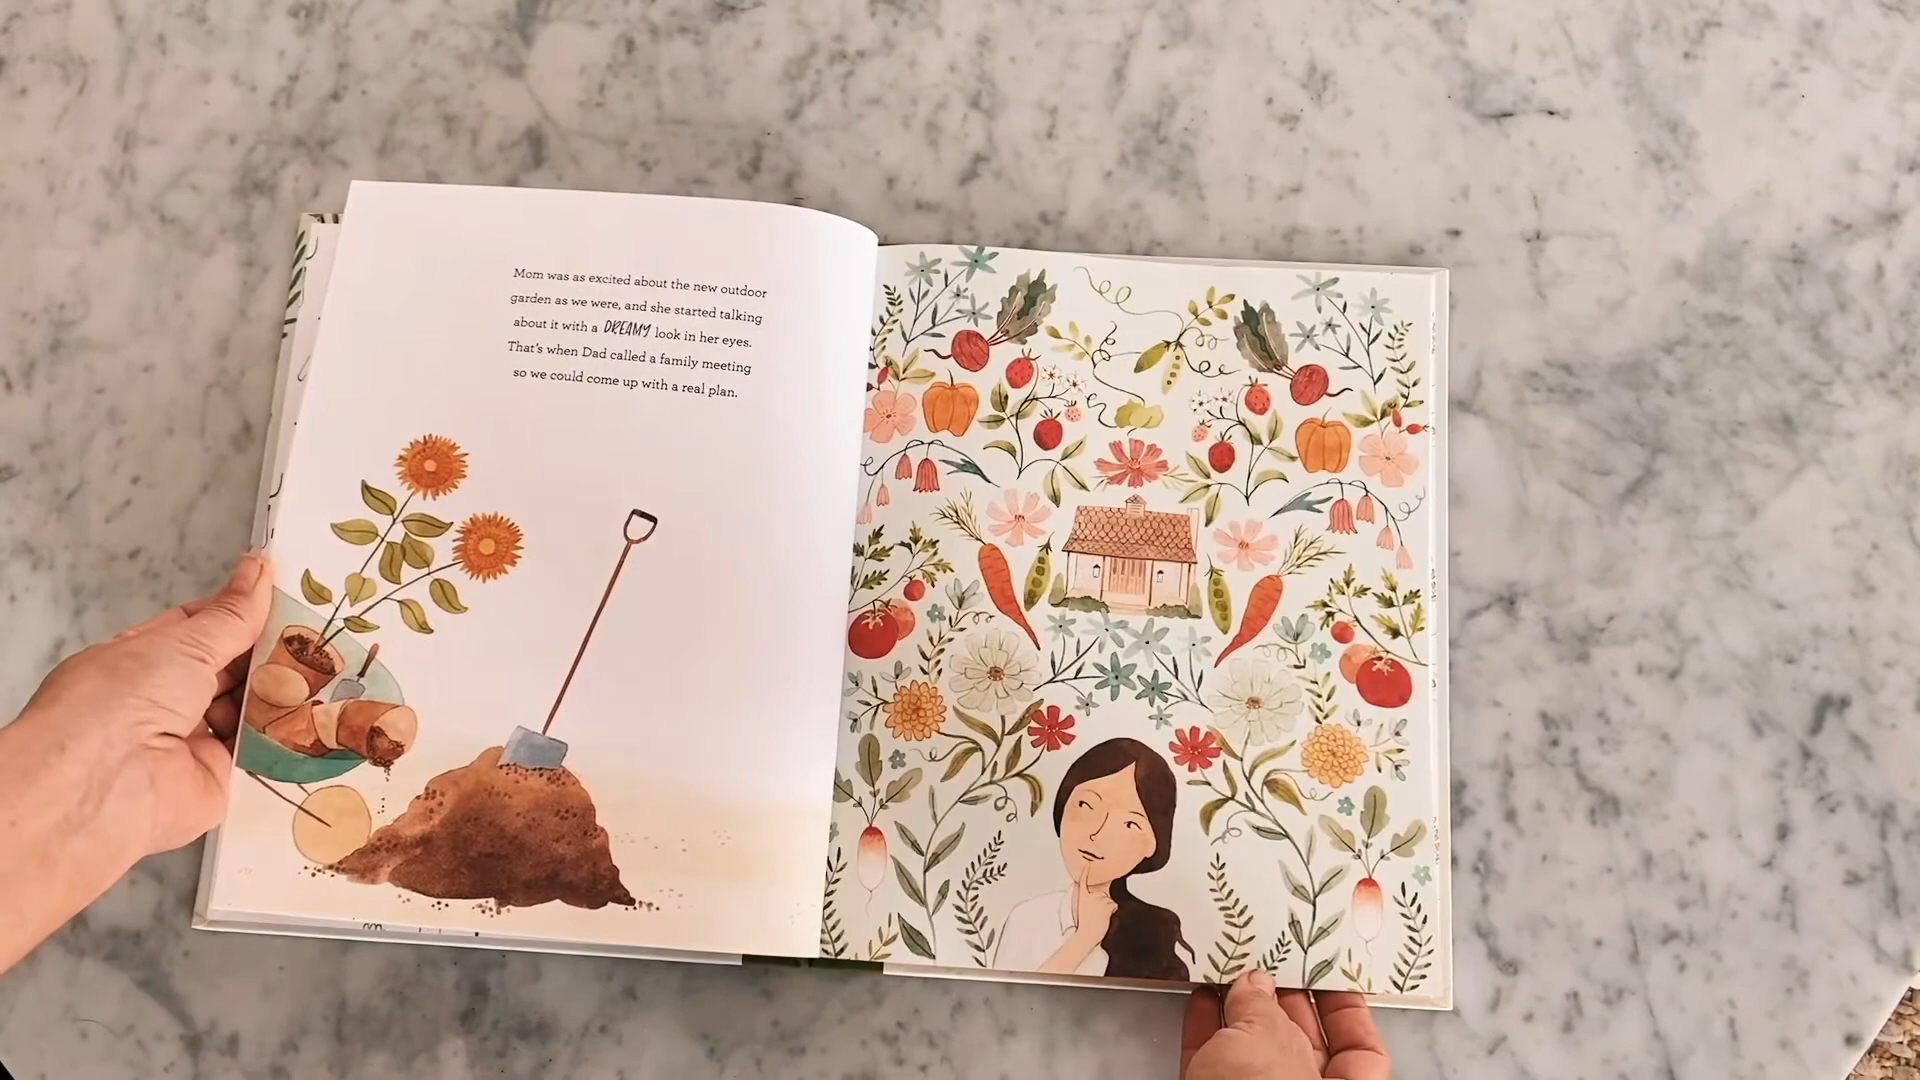 Mom was as excited about the new outdoor
garden as we were, and she started talking
about it with a DREAMY look in her eyes.
That's when Dad called a family meeting
so we could come up with a real plan.